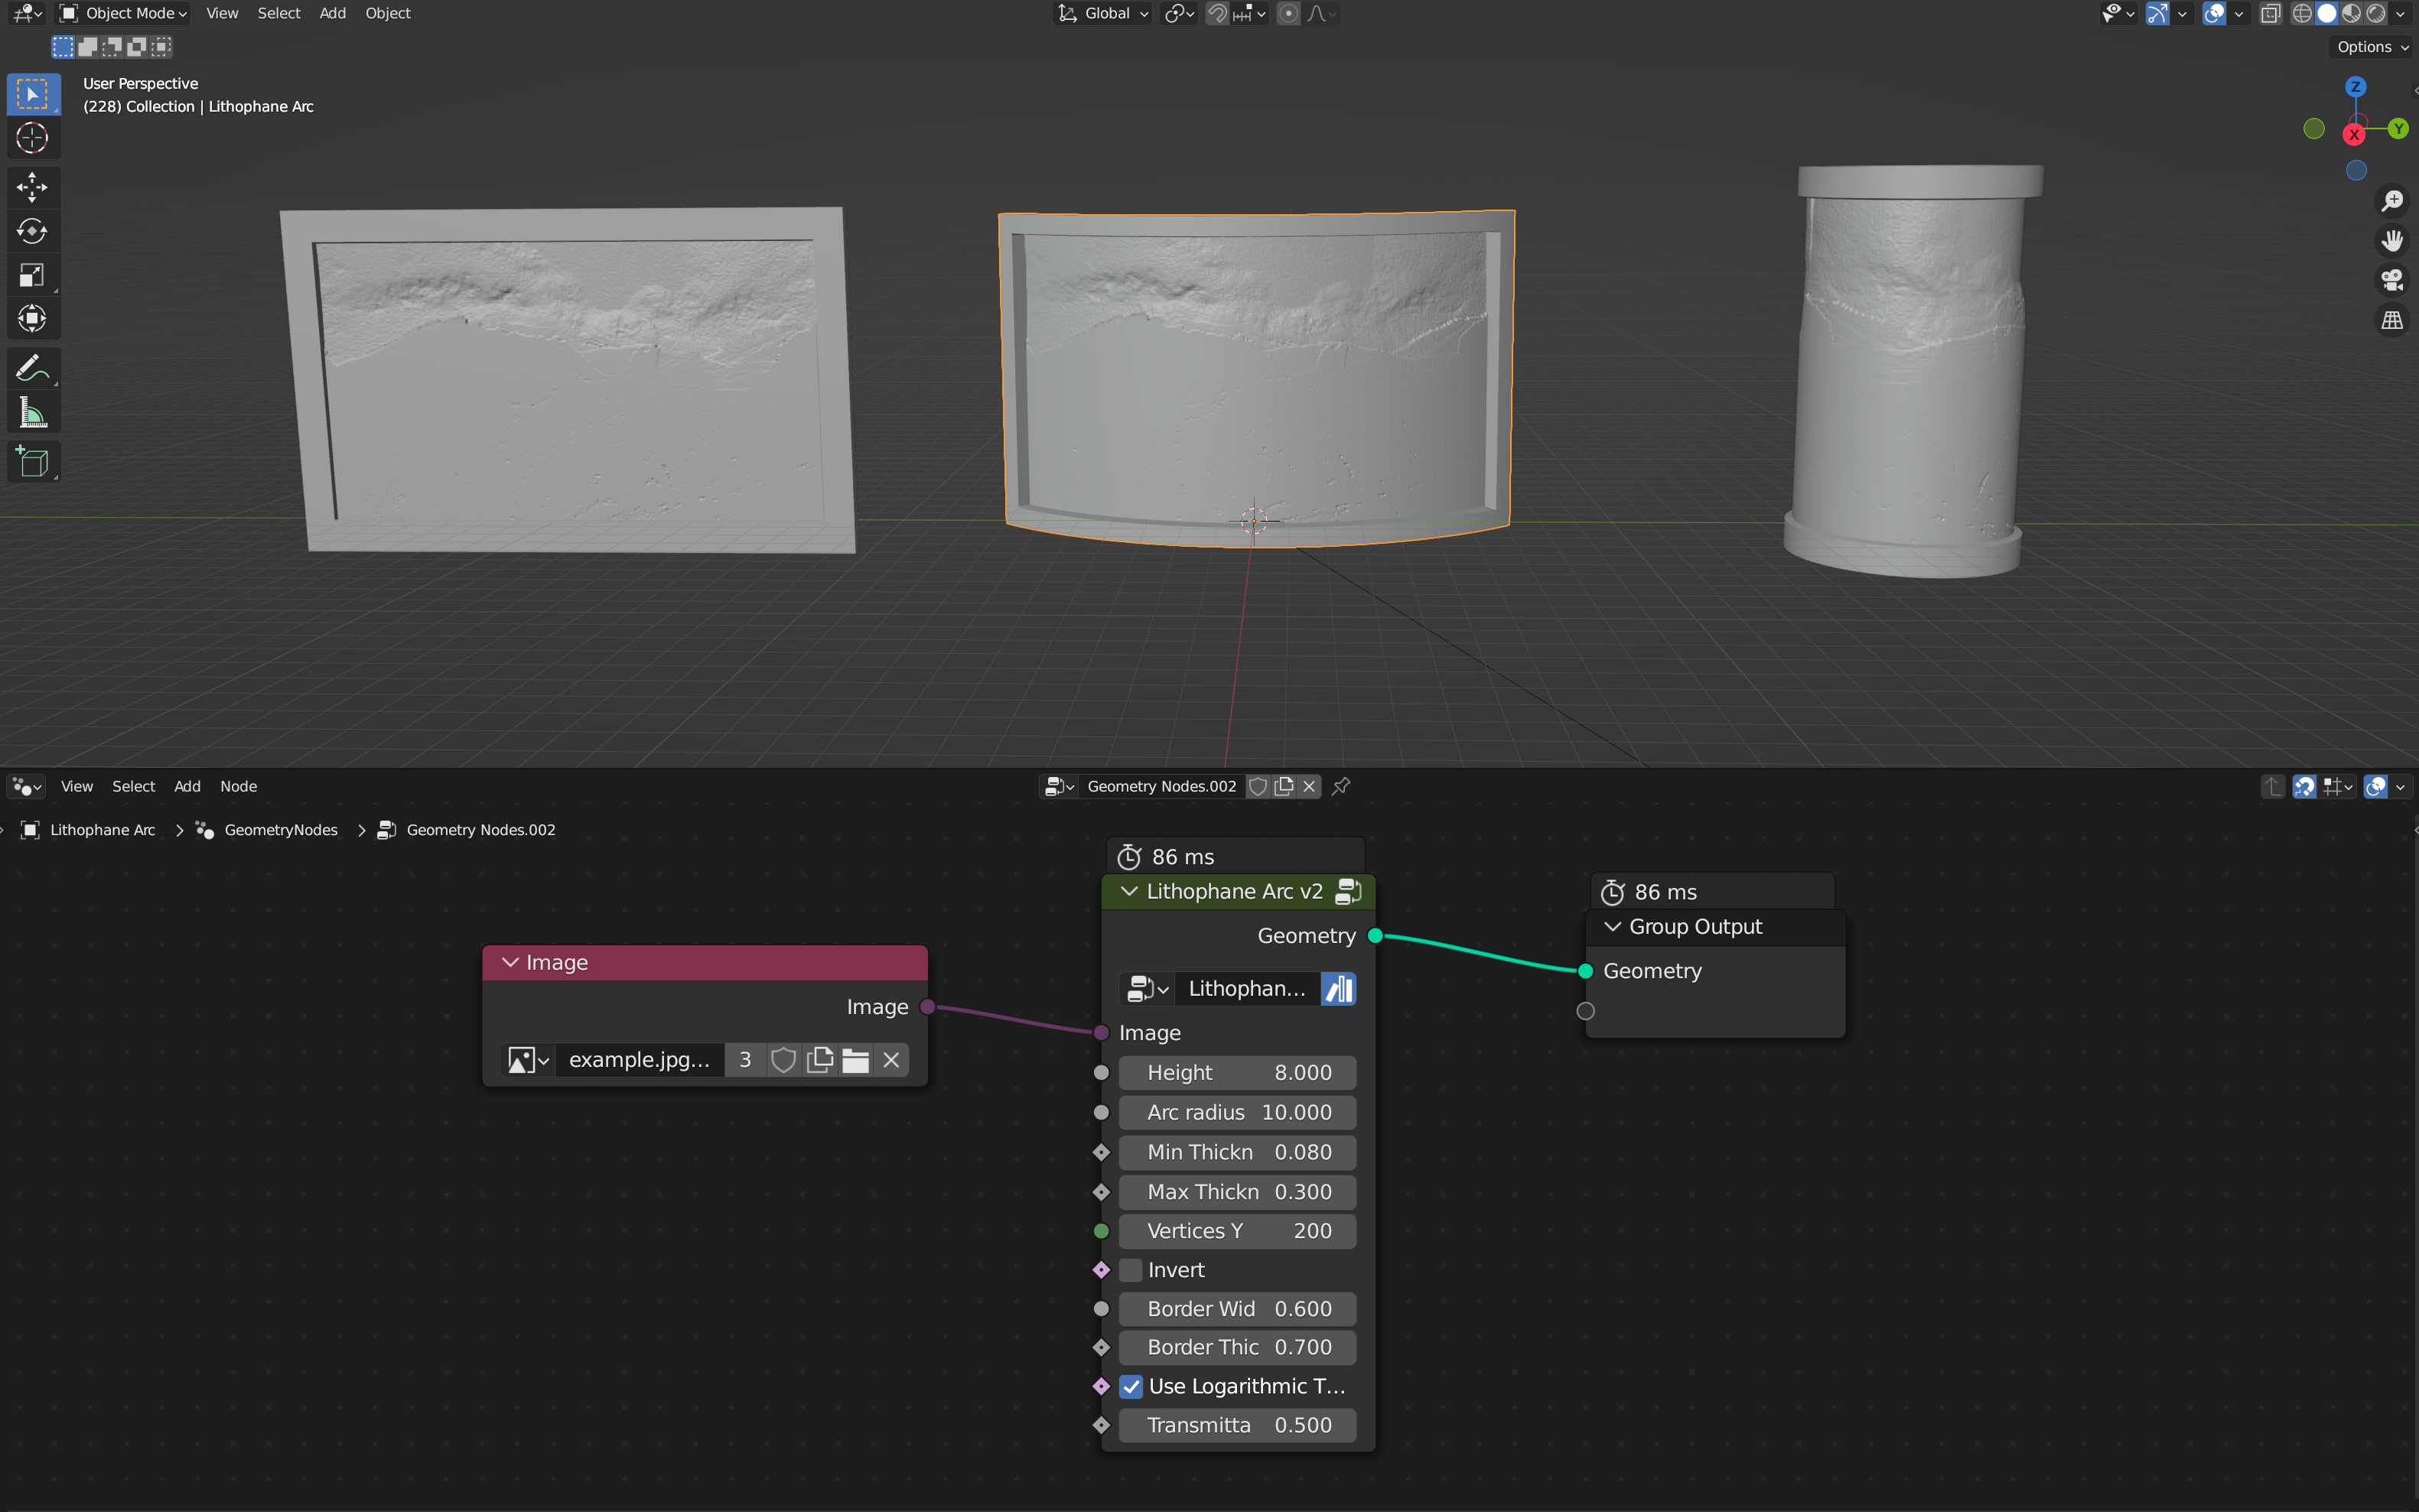 Object Mode View Select Add Object Global
Options
User Perspective
(228) Collection | Lithophane Arc
Z
Y
X
View Select Add Node Geometry Nodes.002
Lithophane Arc > GeometryNodes > Geometry Nodes.002
86 ms
Lithophane Arc v2
Geometry
Lithophan...
Image
Height 8.000
Arc radius 10.000
Min Thickn 0.080
Max Thickn 0.300
Vertices Y 200
Invert
Border Wid 0.600
Border Thic 0.700
Use Logarithmic T...
Transmitta 0.500
Image
Image
example.jpg... 3
86 ms
Group Output
Geometry